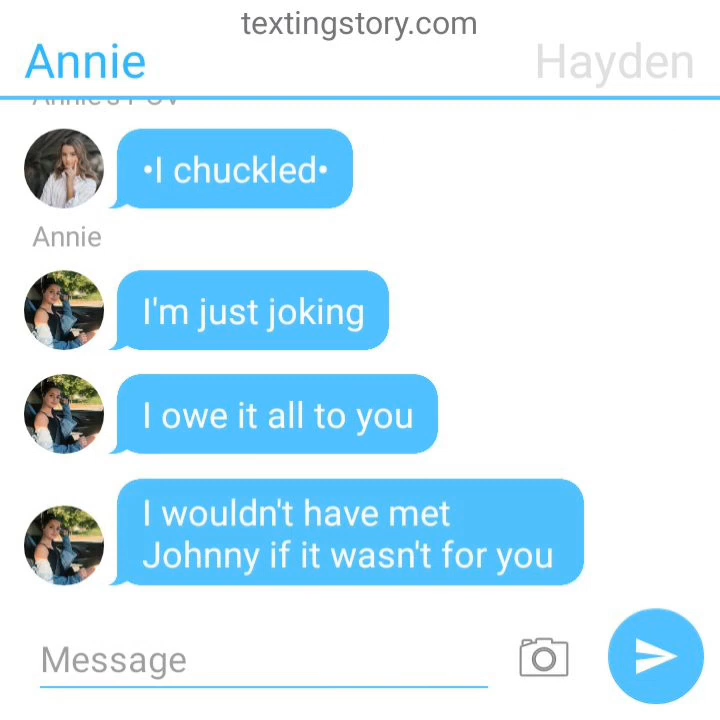 textingstory.com
Annie
Hayden
Annie's POV
•I chuckled•
Annie
I'm just joking
I owe it all to you
I wouldn't have met
Johnny if it wasn't for you
Message